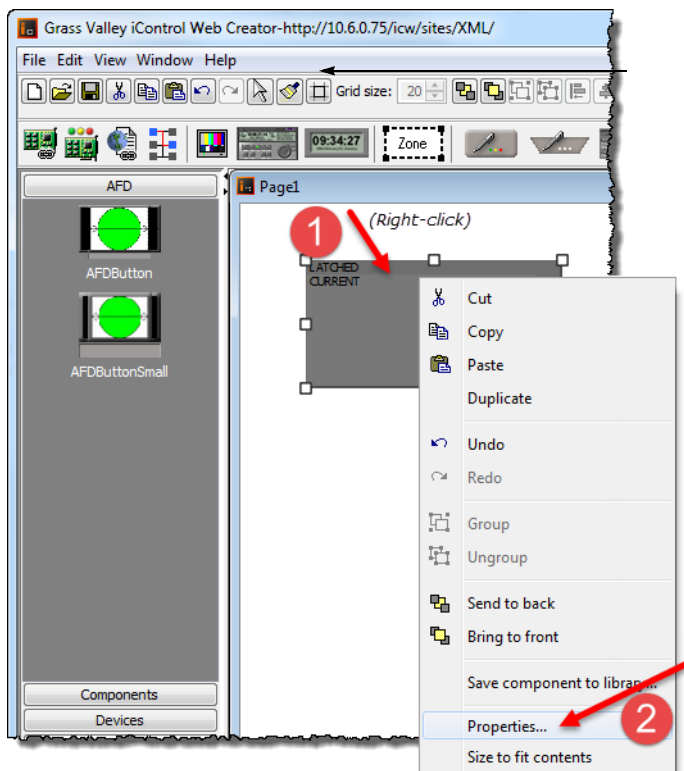 Grass Valley iControl Web Creator-http://10.6.0.75/icw/sites/XML/
File Edit View Window Help
Grid size: 20
09:34:27
Zone
AFD
Page1
AFDButton
AFDButtonSmall
1
(Right-click)
LATCHED
CURRENT
Cut
Copy
Paste
Duplicate
Undo
Redo
Group
Ungroup
Send to back
Bring to front
Save component to library...
Properties...
2
Size to fit contents
Components
Devices